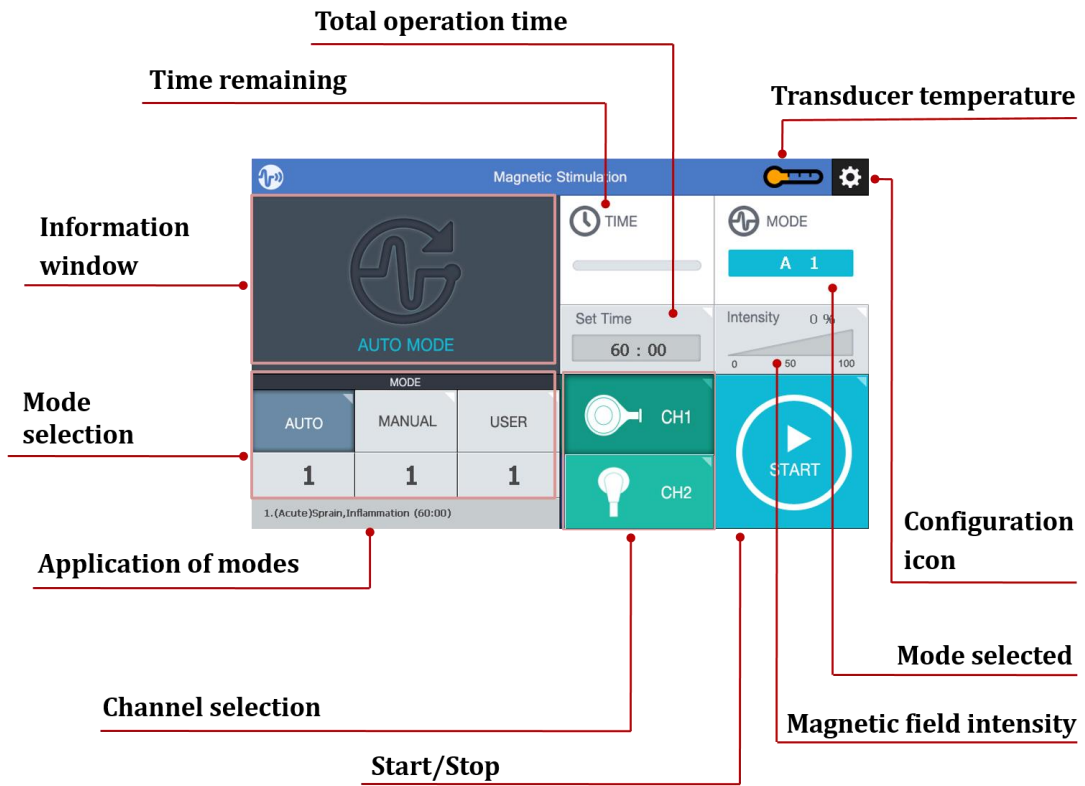 Total operation time
Time remaining
Transducer temperature
Magnetic Stimulation
Information
window
TIME
MODE
A 1
AUTO MODE
Set Time
60 : 00
Intensity 0 %
0 50 100
Mode
selection
MODE
AUTO MANUAL USER
1 1 1
1.(Acute)Sprain,Inflammation (60:00)
CH1
CH2
START
Configuration
icon
Application of modes
Mode selected
Channel selection
Magnetic field intensity
Start/Stop